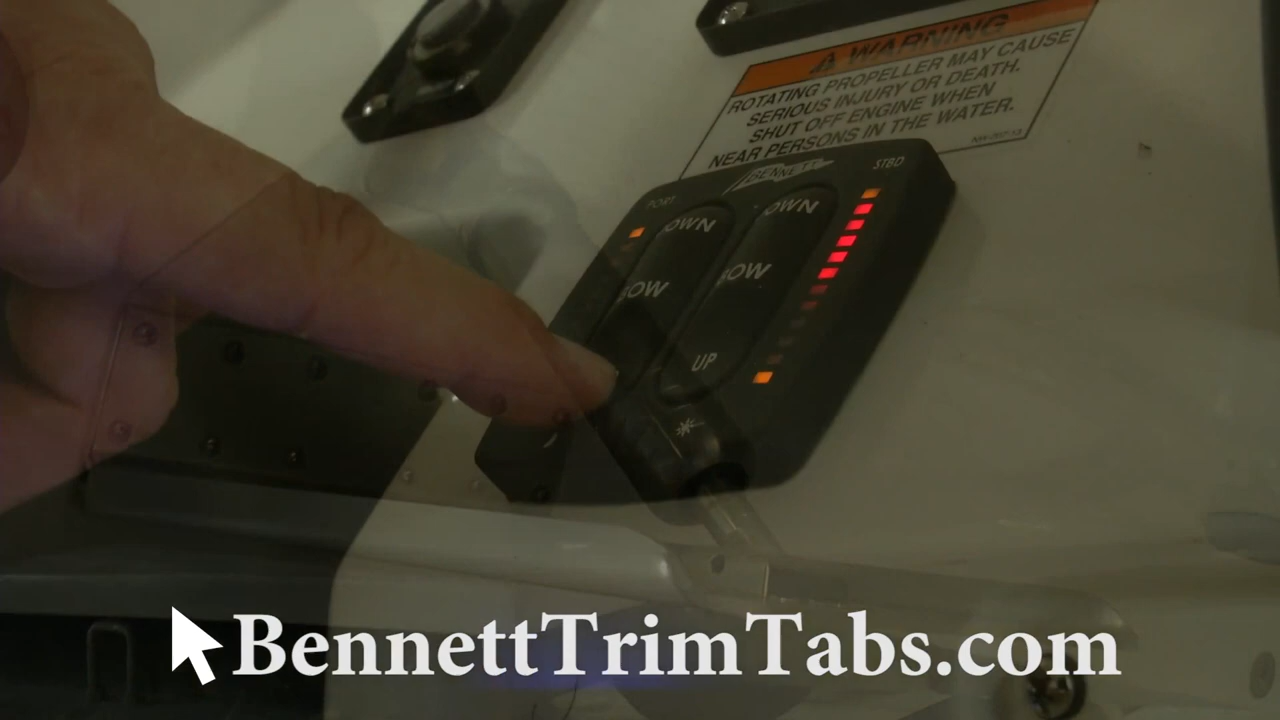 ⚠ WARNING
ROTATING PROPELLER MAY CAUSE
SERIOUS INJURY OR DEATH.
SHUT OFF ENGINE WHEN
NEAR PERSONS IN THE WATER.
BENNETT
PORT
STBD
OWN
OWN
BOW
BOW
UP
BennettTrimTabs.com